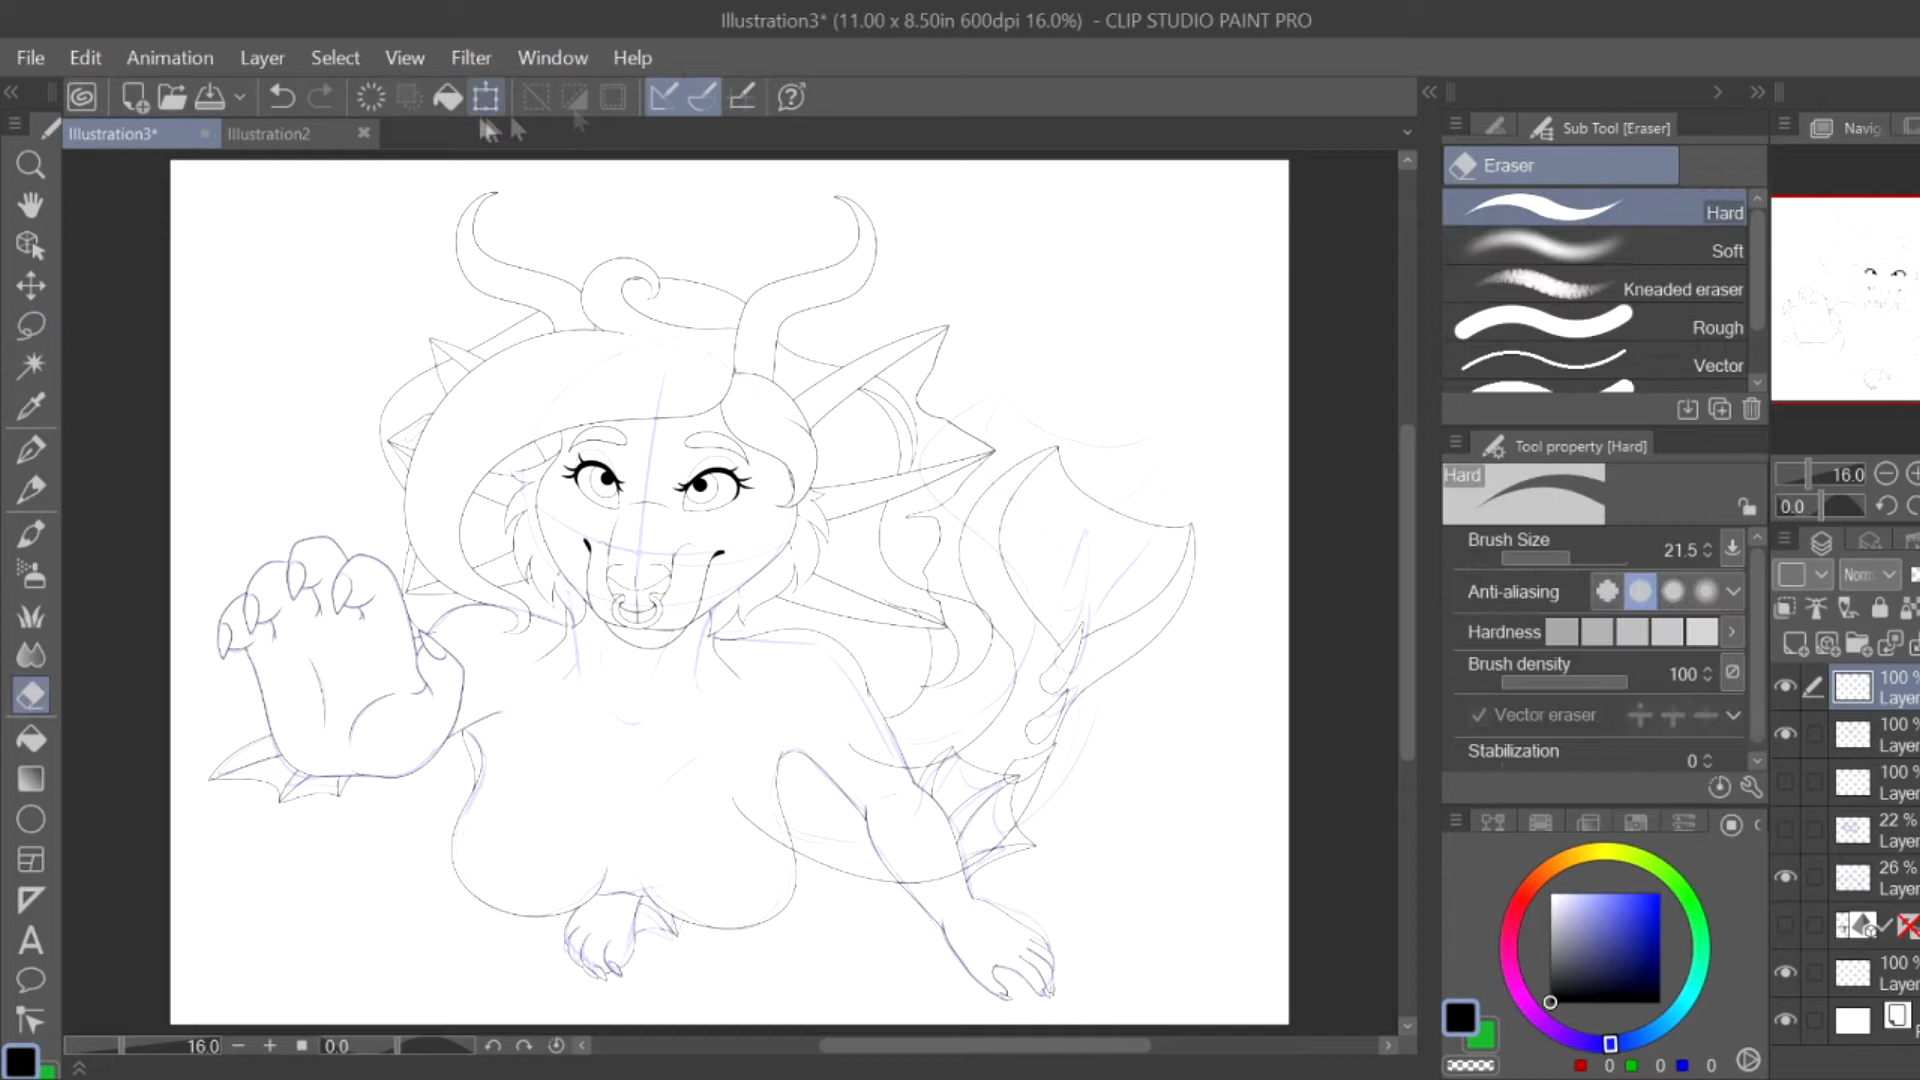 Illustration3* (11.00 x 8.50in 600dpi 16.0%)  - CLIP STUDIO PAINT PRO
File Edit Animation Layer Select View Filter Window Help
Illustration3* Illustration2
Sub Tool [Eraser]
Navig
Eraser
Hard
Soft
Kneaded eraser
Rough
Vector
Tool property [Hard]
Hard
16.0
0.0
Brush Size 21.5
Anti-aliasing
Norm
Hardness
Brush density 100
100 %
Layer
Vector eraser
100 %
Layer
Stabilization 0
100 %
Layer
22 %
Layer
26 %
Layer
100 %
Layer
16.0 0.0
0 0 0